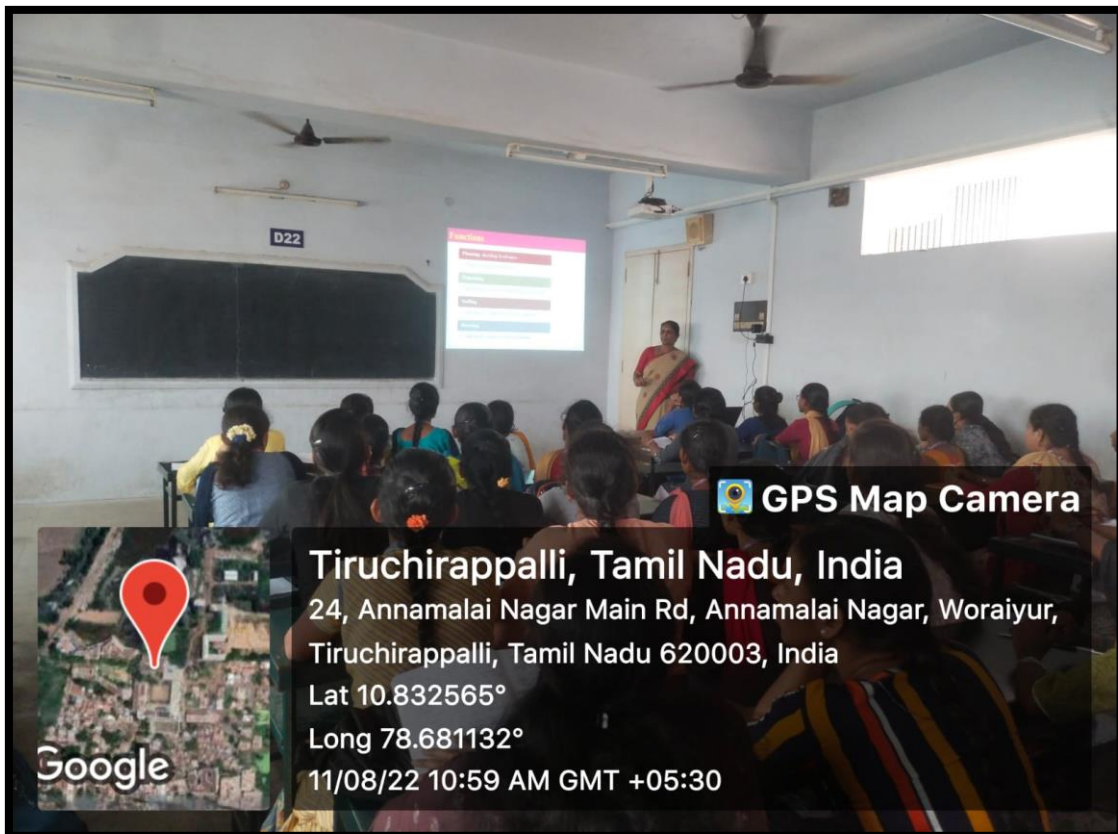 D22
Functions
GPS Map Camera
Tiruchirappalli, Tamil Nadu, India
24, Annamalai Nagar Main Rd, Annamalai Nagar, Woraiyur,
Tiruchirappalli, Tamil Nadu 620003, India
Lat 10.832565°
Long 78.681132°
11/08/22 10:59 AM GMT +05:30
Google